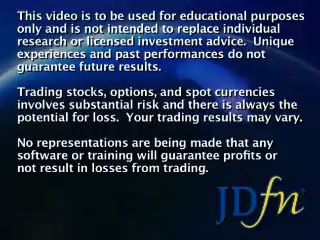 This video is to be used for educational purposes
only and is not intended to replace individual
research or licensed investment advice.  Unique
experiences and past performances do not
guarantee future results.
Trading stocks, options, and spot currencies
involves substantial risk and there is always the
potential for loss.  Your trading results may vary.
No representations are being made that any
software or training will guarantee profits or
not result in losses from trading.
JDfn